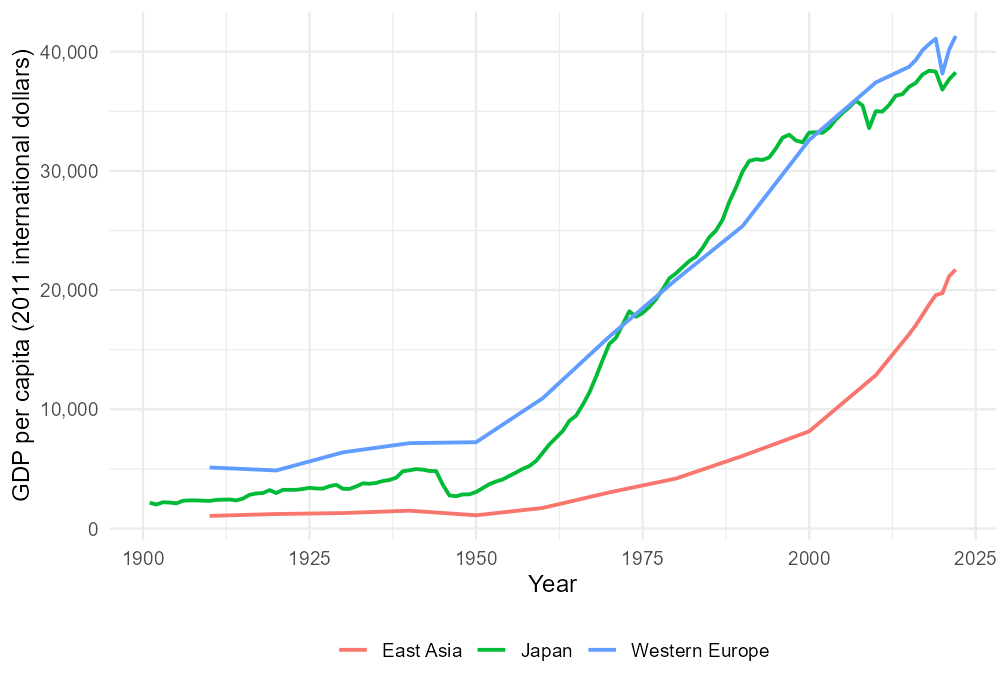 GDP per capita (2011 international dollars)
40,000
30,000
20,000
10,000
0
1900 1925 1950 1975 2000 2025
Year
East Asia Japan Western Europe